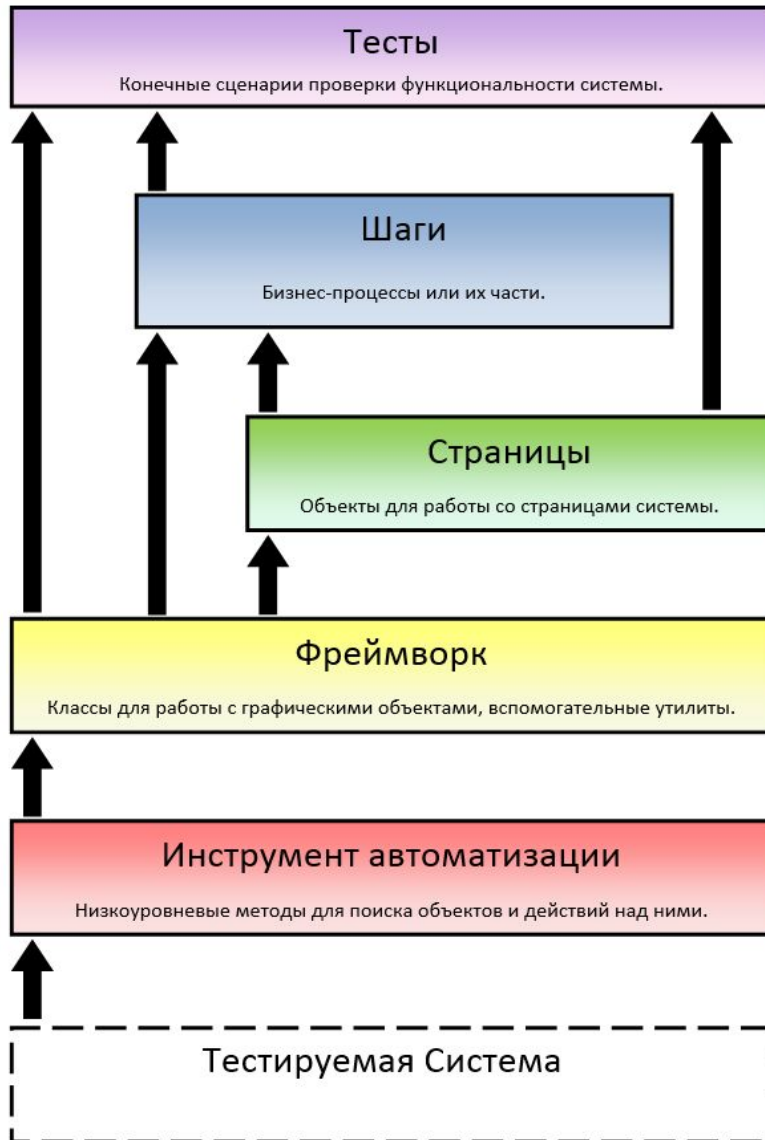 Тесты
Конечные сценарии проверки функциональности системы.
Шаги
Бизнес-процессы или их части.
Страницы
Объекты для работы со страницами системы.
Фреймворк
Классы для работы с графическими объектами, вспомогательные утилиты.
Инструмент автоматизации
Низкоуровневые методы для поиска объектов и действий над ними.
Тестируемая Система